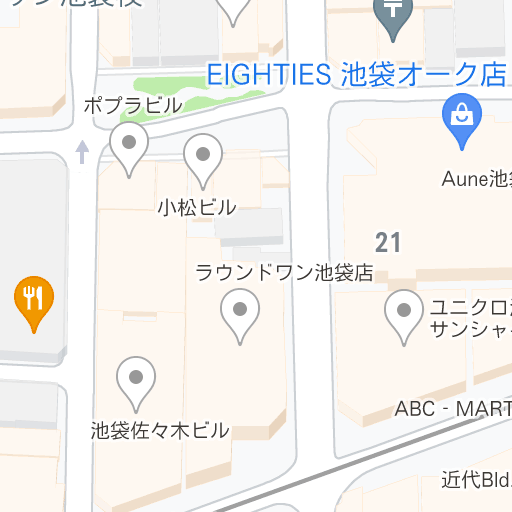 EIGHTIES 池袋オーク店
ポプラビル
Aune池
小松ビル
21
ラウンドワン池袋店
ユニクロ
サンシャイ
池袋佐々木ビル
ABC - MART
近代Bld.